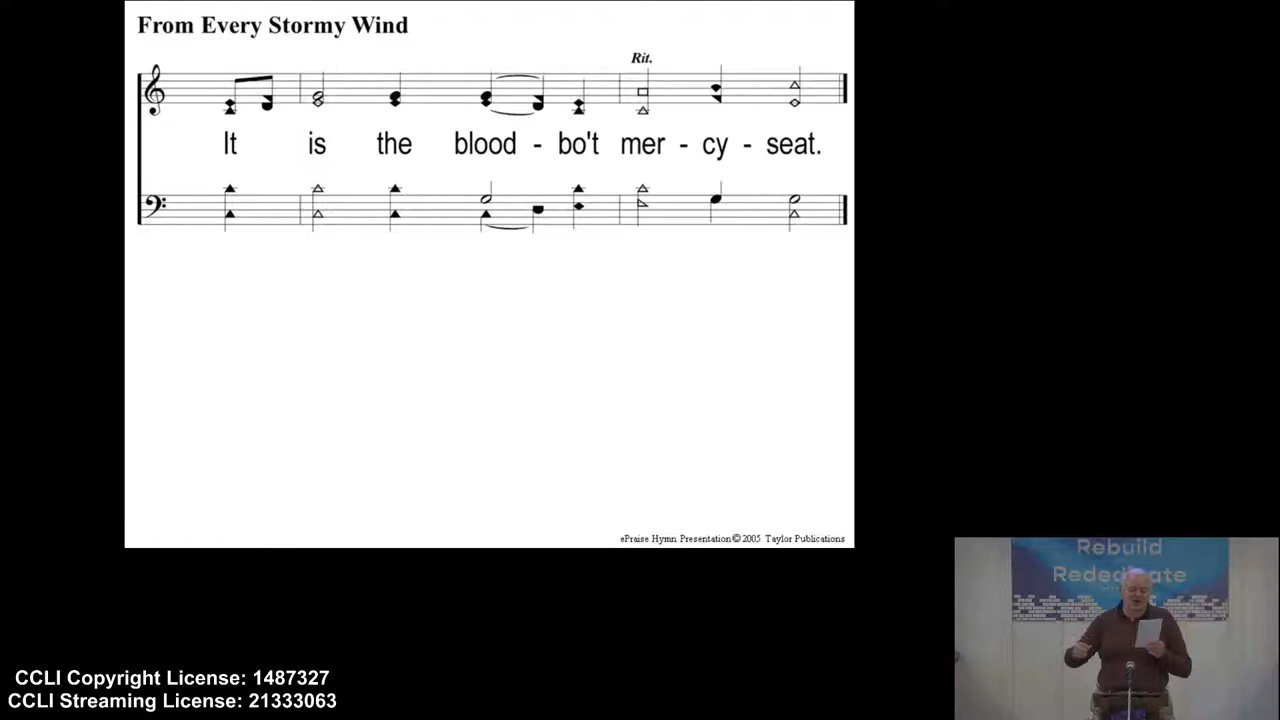 From Every Stormy Wind
Rit.
It is the blood - bo't mer - cy - seat.
ePraise Hymn Presentation© 2005 Taylor Publications
Rebuild
CCLI Copyright License: 1487327
CCLI Streaming License: 21333063